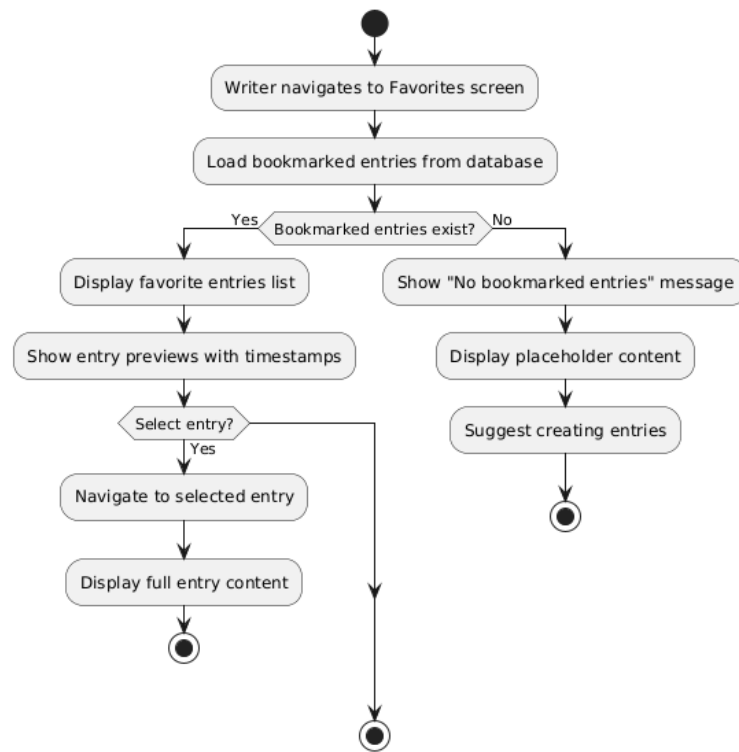 Writer navigates to Favorites screen
Load bookmarked entries from database
Yes
Bookmarked entries exist?
No
Display favorite entries list
Show "No bookmarked entries" message
Show entry previews with timestamps
Display placeholder content
Select entry?
Suggest creating entries
Yes
Navigate to selected entry
Display full entry content